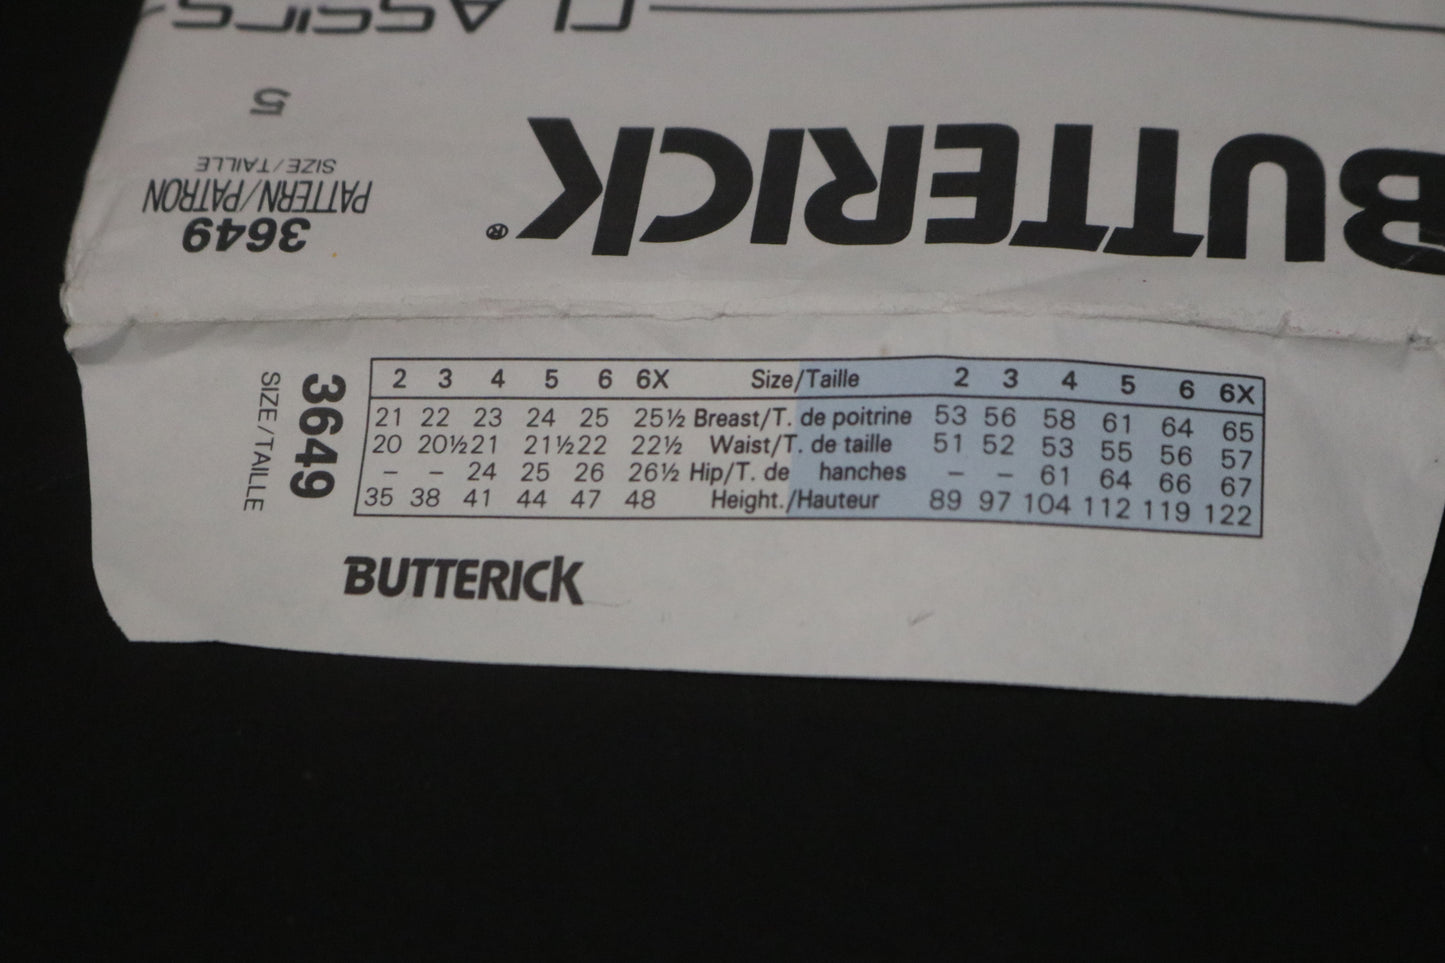 CLASSICS
5
SIZE/TAILLE
PATTERN/PATRON
3649
BUTTERICK®
3649
SIZE/TAILLE
2 3 4 5 6 6X Size/Taille 2 3 4 5 6 6X
21 22 23 24 25 25½ Breast/T. de poitrine 53 56 58 61 64 65
20 20½ 21 21½ 22 22½ Waist/T. de taille 51 52 53 55 56 57
– – 24 25 26 26½ Hip/T. de hanches – – 61 64 66 67
35 38 41 44 47 48 Height./Hauteur 89 97 104 112 119 122
BUTTERICK